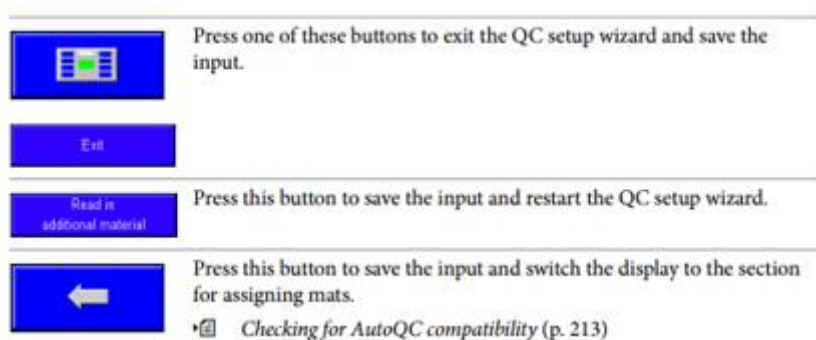 Press one of these buttons to exit the QC setup wizard and save the
input.
Exit
Read in
additional material
Press this button to save the input and restart the QC setup wizard.
Press this button to save the input and switch the display to the section
for assigning mats.
Checking for AutoQC compatibility (p. 213)